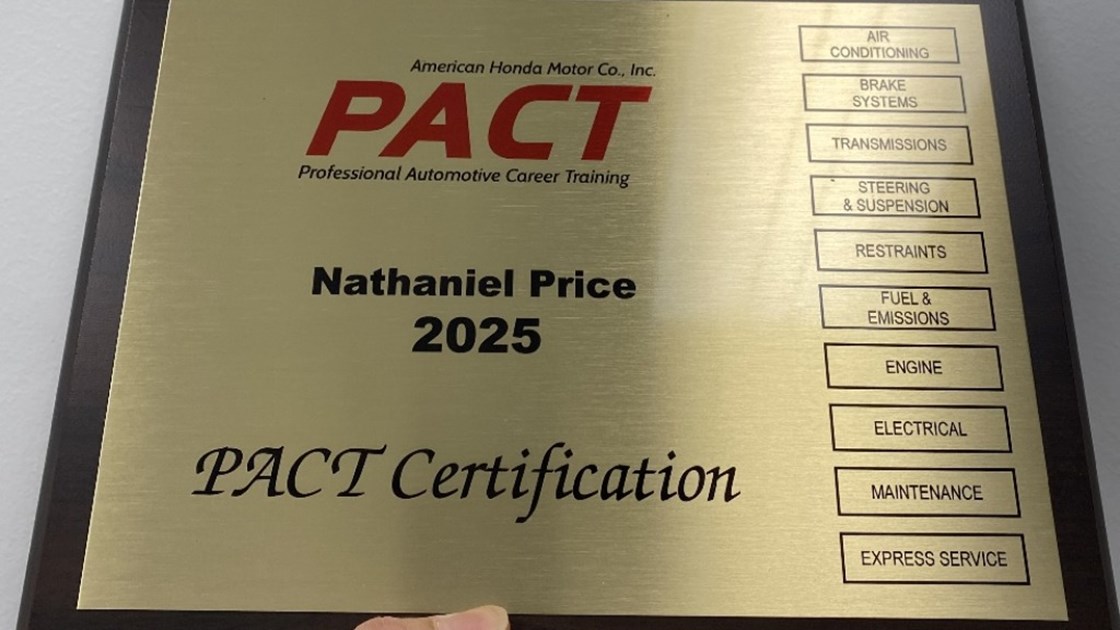 American Honda Motor Co., Inc.
PACT
Professional Automotive Career Training
Nathaniel Price
2025
PACT Certification
AIR
CONDITIONING
BRAKE
SYSTEMS
TRANSMISSIONS
STEERING
& SUSPENSION
RESTRAINTS
FUEL &
EMISSIONS
ENGINE
ELECTRICAL
MAINTENANCE
EXPRESS SERVICE